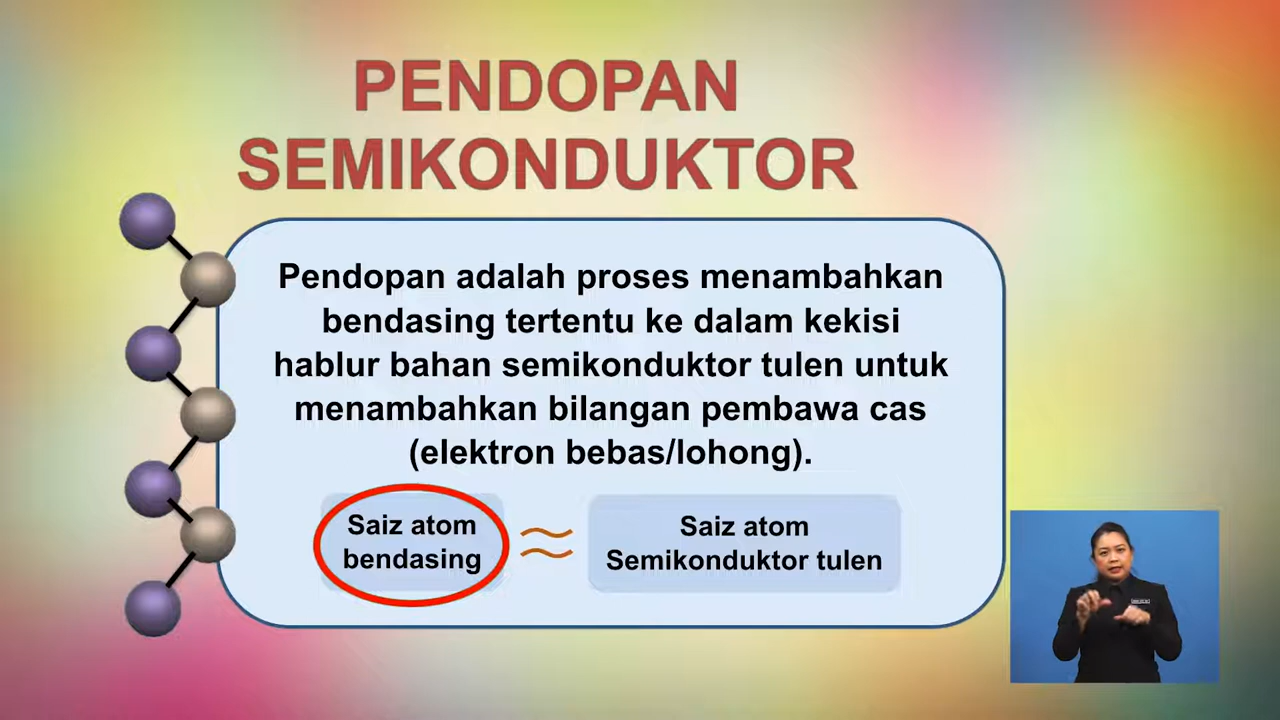 PENDOPAN
SEMIKONDUKTOR
Pendopan adalah proses menambahkan
bendasing tertentu ke dalam kekisi
hablur bahan semikonduktor tulen untuk
menambahkan bilangan pembawa cas
(elektron bebas/lohong).
Saiz atom
bendasing
≈
Saiz atom
Semikonduktor tulen